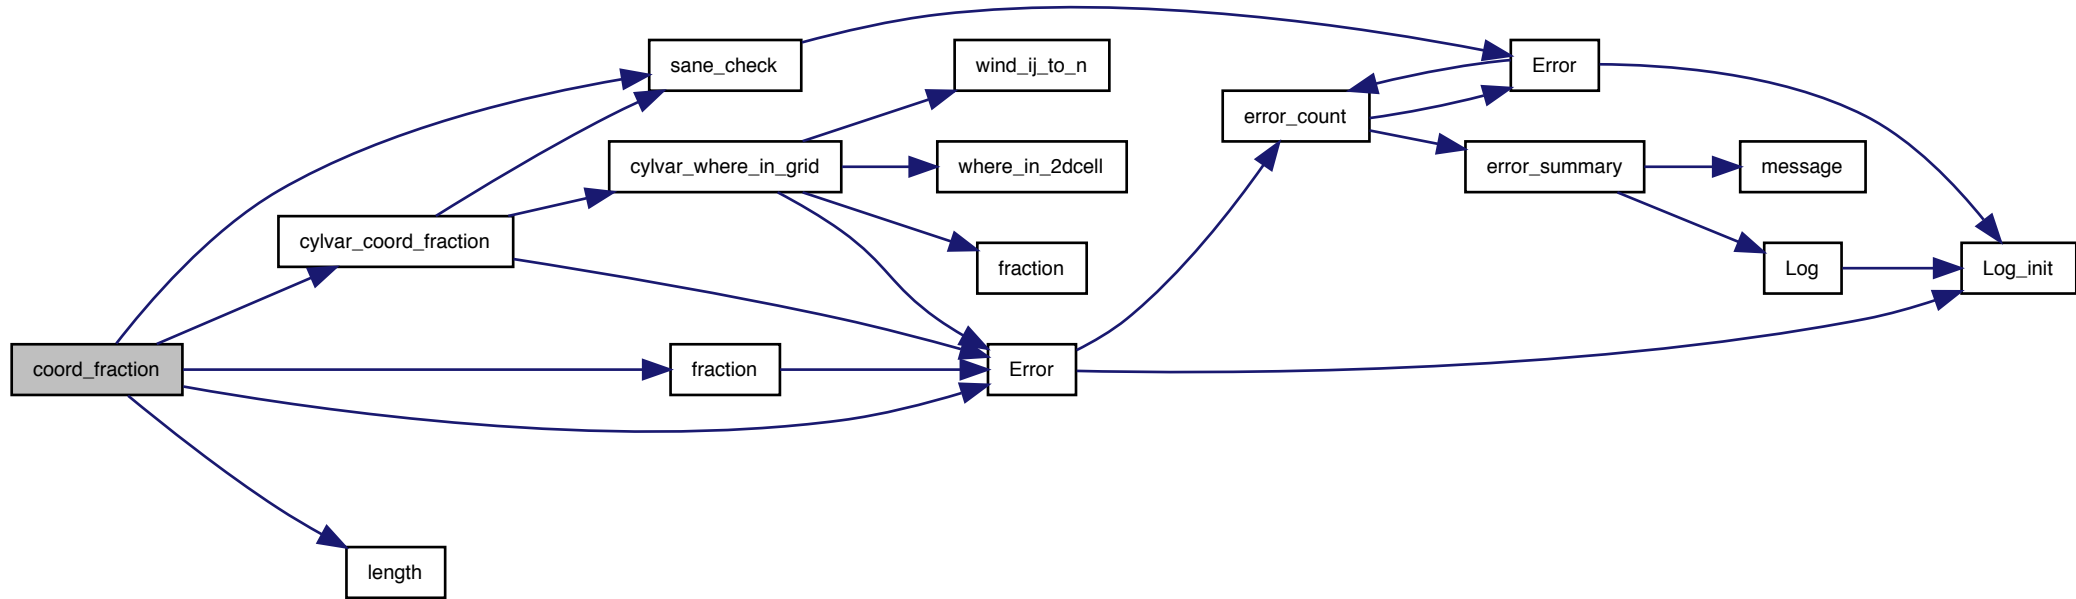 sane_check
wind_ij_to_n
Error
error_count
cylvar_where_in_grid
where_in_2dcell
error_summary
message
cylvar_coord_fraction
fraction
Log
Log_init
coord_fraction
fraction
Error
length